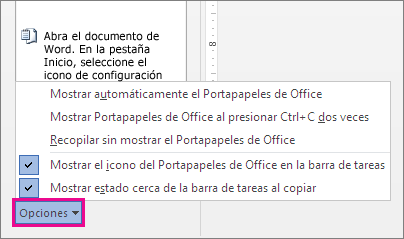 Abra el documento de
Word. En la pestaña
Inicio, seleccione el
icono de configuración
8
Mostrar automáticamente el Portapapeles de Office
Mostrar Portapapeles de Office al presionar Ctrl+C dos veces
Recopilar sin mostrar el Portapapeles de Office
Mostrar el icono del Portapapeles de Office en la barra de tareas
Mostrar estado cerca de la barra de tareas al copiar
Opciones